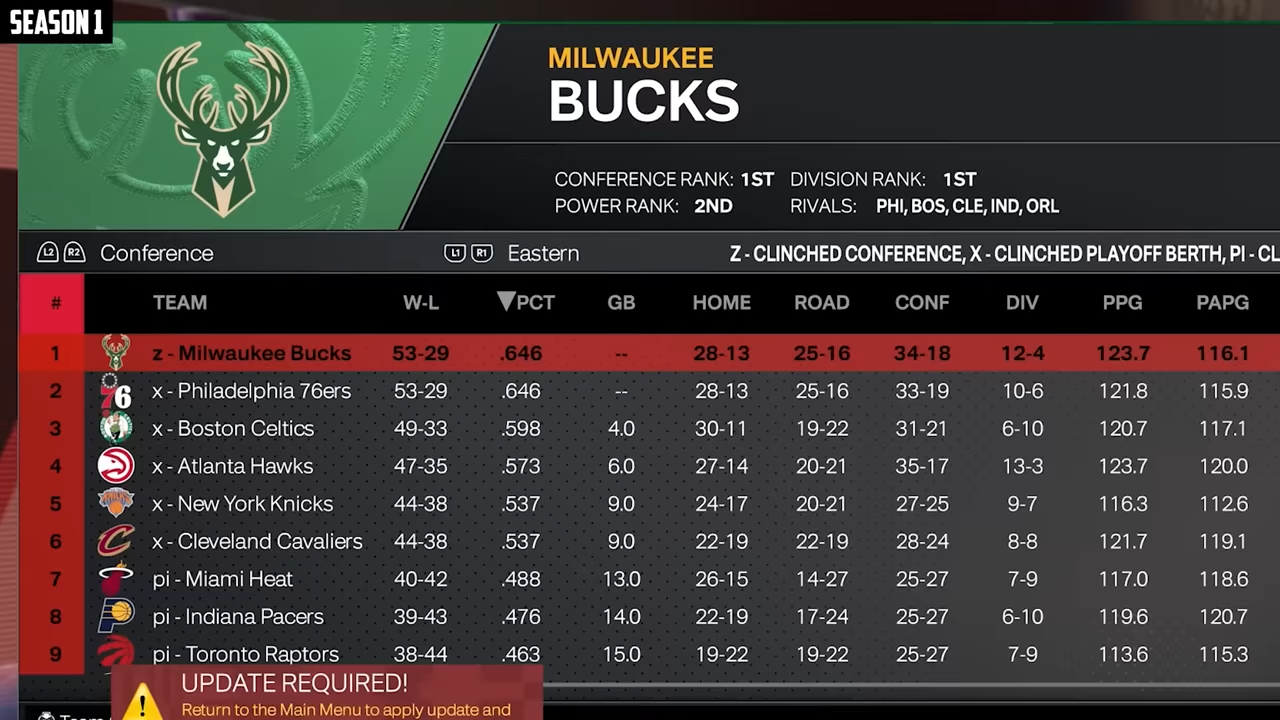 SEASON 1
MILWAUKEE
BUCKS
CONFERENCE RANK: 1ST DIVISION RANK: 1ST
POWER RANK: 2ND RIVALS: PHI, BOS, CLE, IND, ORL
L2 R2 Conference L1 R1 Eastern Z - CLINCHED CONFERENCE, X - CLINCHED PLAYOFF BERTH, PI - CL
# TEAM W-L PCT GB HOME ROAD CONF DIV PPG PAPG
1 z - Milwaukee Bucks 53-29 .646 -- 28-13 25-16 34-18 12-4 123.7 116.1
2 x - Philadelphia 76ers 53-29 .646 -- 28-13 25-16 33-19 10-6 121.8 115.9
3 x - Boston Celtics 49-33 .598 4.0 30-11 19-22 31-21 6-10 120.7 117.1
4 x - Atlanta Hawks 47-35 .573 6.0 27-14 20-21 35-17 13-3 123.7 120.0
5 x - New York Knicks 44-38 .537 9.0 24-17 20-21 27-25 9-7 116.3 112.6
6 x - Cleveland Cavaliers 44-38 .537 9.0 22-19 22-19 28-24 8-8 121.7 119.1
7 pi - Miami Heat 40-42 .488 13.0 26-15 14-27 25-27 7-9 117.0 118.6
8 pi - Indiana Pacers 39-43 .476 14.0 22-19 17-24 25-27 6-10 119.6 120.7
9 pi - Toronto Raptors 38-44 .463 15.0 19-22 19-22 25-27 7-9 113.6 115.3
UPDATE REQUIRED!
Return to the Main Menu to apply update and
Team